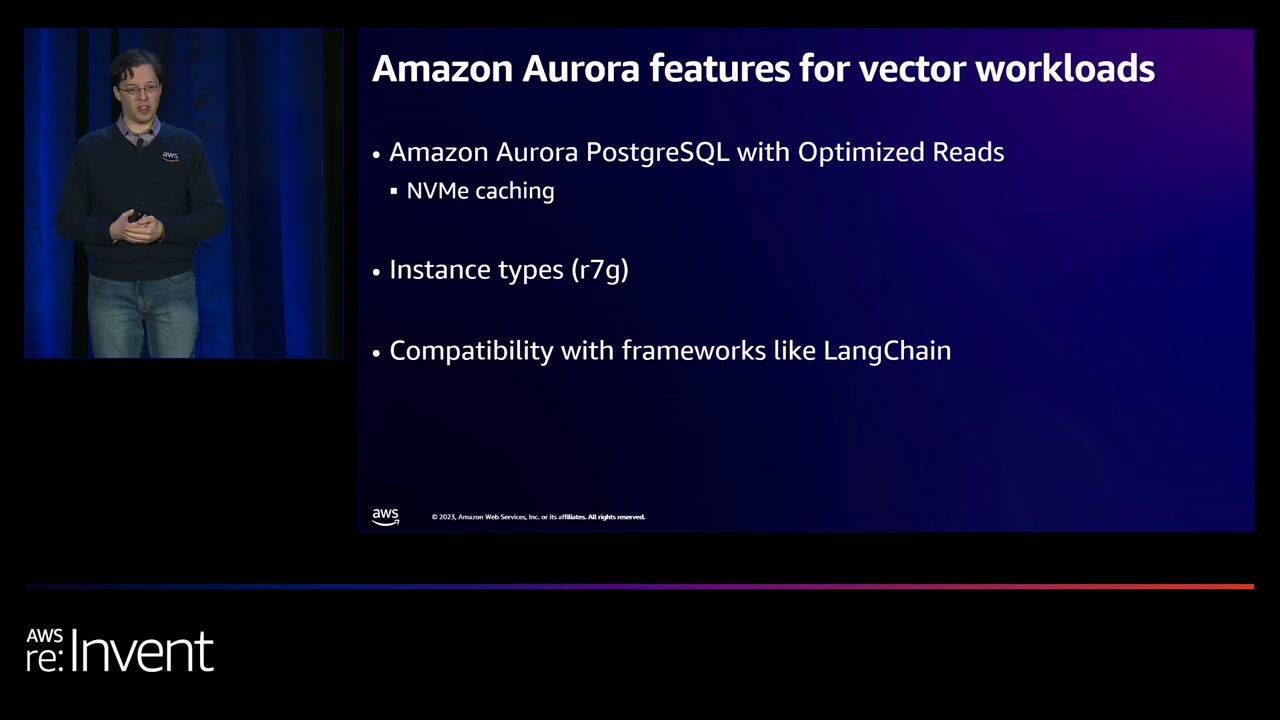 aws
Amazon Aurora features for vector workloads
• Amazon Aurora PostgreSQL with Optimized Reads
▪ NVMe caching
• Instance types (r7g)
• Compatibility with frameworks like LangChain
aws
© 2023, Amazon Web Services, Inc. or its affiliates. All rights reserved.
AWS
re:Invent